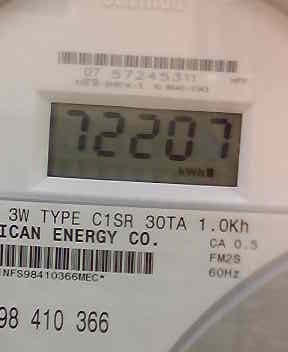 07 57245311
72207
kWh
3W TYPE C1SR 30TA 1.0Kh
ICAN ENERGY CO.
CA 0.5
FM2S
NFS98410366MEC*
60Hz
98 410 366